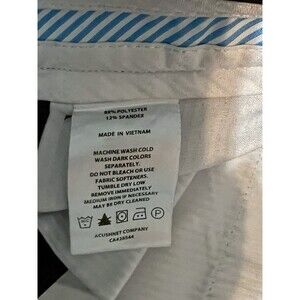 88% POLYESTER
12% SPANDEX
MADE IN VIETNAM
MACHINE WASH COLD
WASH DARK COLORS
SEPARATELY.
DO NOT BLEACH OR USE
FABRIC SOFTENERS.
TUMBLE DRY LOW
REMOVE IMMEDIATELY
MEDIUM IRON IF NECESSARY
MAY BE DRY CLEANED
ACUSHNET COMPANY